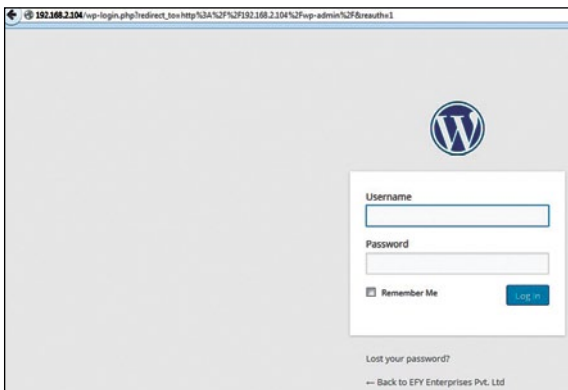 192.168.2.104/wp-login.php?redirect_to=http%3A%2F%2F192.168.2.104%2Fwp-admin%2F&reauth=1
W
Username
Password
Remember Me
Log In
Lost your password?
← Back to EFY Enterprises Pvt. Ltd